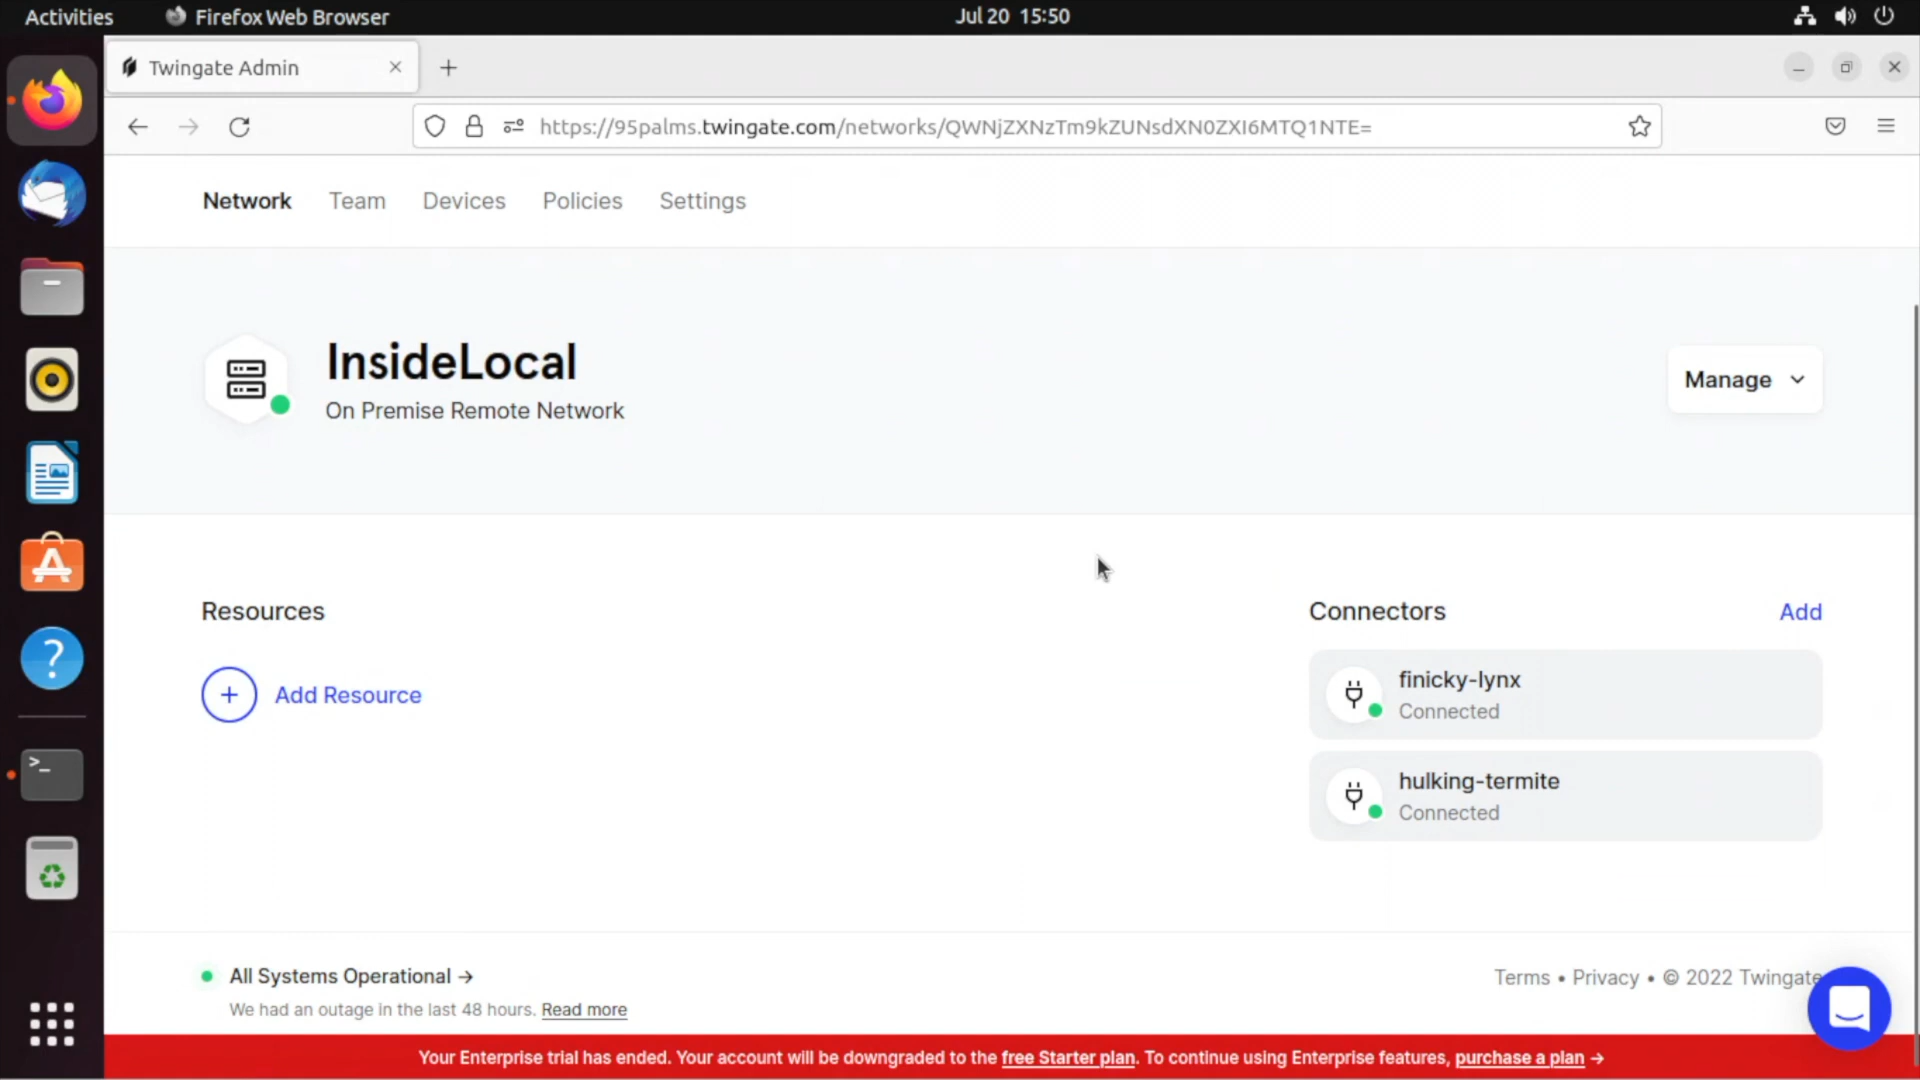 Activities
Firefox Web Browser
Jul 20 15:50
Twingate Admin
https://95palms.twingate.com/networks/QWNjZXNzTm9kZUNsdXN0ZXI6MTQ1NTE=
Network Team Devices Policies Settings
InsideLocal
On Premise Remote Network
Manage
Resources
Add Resource
Connectors
Add
finicky-lynx
Connected
hulking-termite
Connected
All Systems Operational →
We had an outage in the last 48 hours. Read more
Terms • Privacy • © 2022 Twingate
Your Enterprise trial has ended. Your account will be downgraded to the free Starter plan. To continue using Enterprise features, purchase a plan →